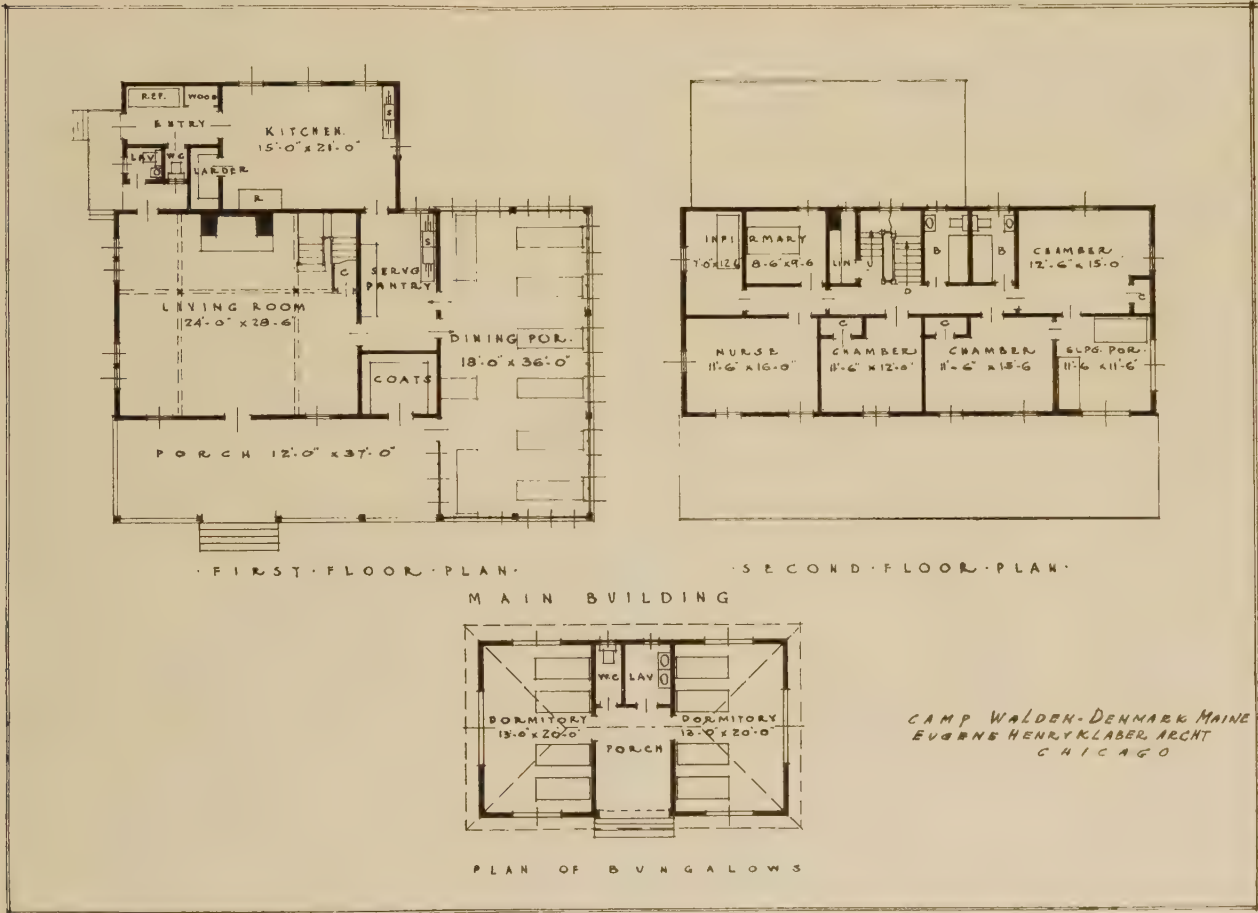 REF.
WOOD
ENTRY
KITCHEN.
15'-0" x 21'-0"
S
LAV.
WC
LARDER
R
C
SERVG
PANTRY
S
LIVING ROOM
24'-0" x 28'-6"
DINING POR.
18'-0" x 36'-0"
COATS
PORCH 12'-0" x 37'-0"
·FIRST·FLOOR·PLAN·
INFIRMARY
7'-0" x 12'-6 8'-6" x 9'-6
LIN
U
D
B
B
CHAMBER
12'-6" x 15'-0
C
C
C
NURSE
11'-6" x 16'-0"
CHAMBER
11'-6" x 12'-0"
CHAMBER
11'-6" x 15'-6
SLPG. POR.
11'-6 x 11'-6"
·SECOND·FLOOR·PLAN·
MAIN BUILDING
WC
LAV.
DORMITORY
13'-0" x 20'-0"
DORMITORY
13'-0" x 20'-0
PORCH
PLAN OF BUNGALOWS
CAMP WALDEN-DENMARK MAINE
EUGENE HENRY KLABER ARCHT
CHICAGO